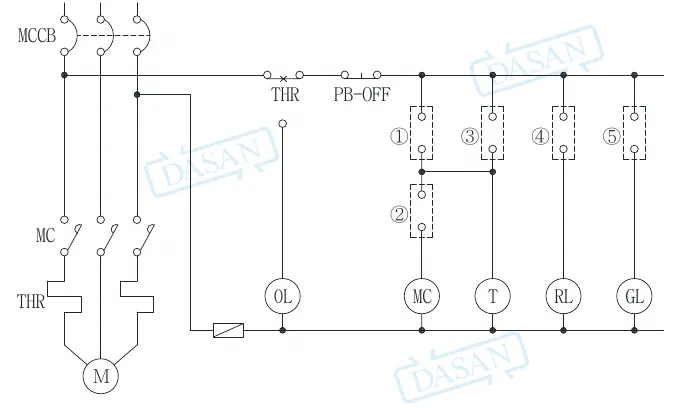 MCCB
THR
PB-OFF
DASAN
① ③ ④ ⑤
DASAN
②
MC
THR
OL MC T RL GL
DASAN
M